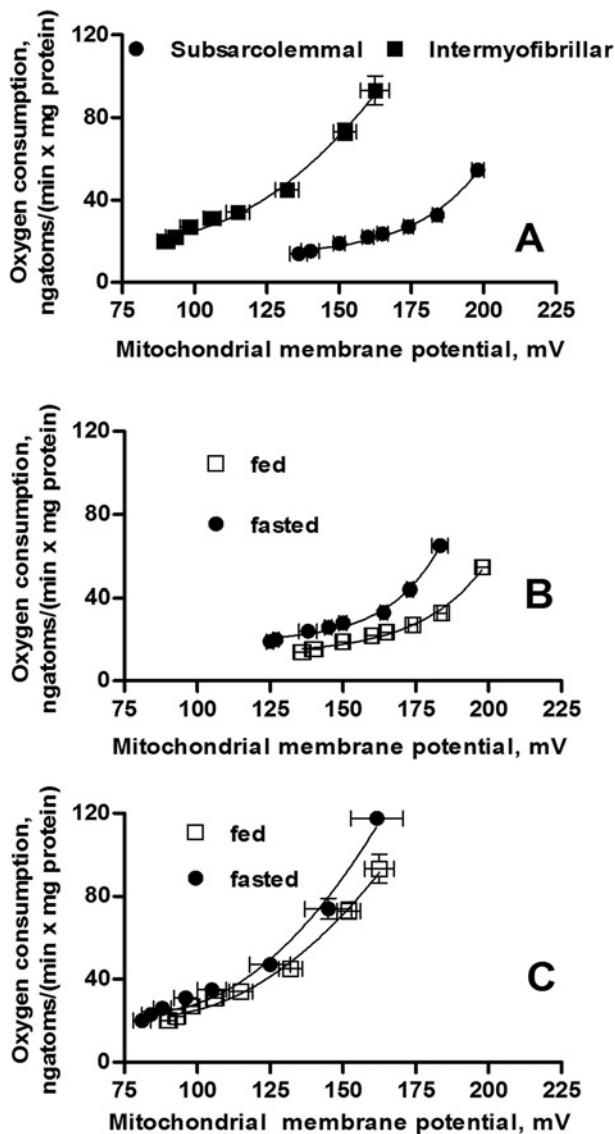 Oxygen consumption,
ngatoms/(min x mg protein)
120
80
40
0
Subsarcolemmal
Intermyofibrillar
A
75 100 125 150 175 200 225
Mitochondrial membrane potential, mV
Oxygen consumption,
ngatoms/(min x mg protein)
120
80
40
0
fed
fasted
B
75 100 125 150 175 200 225
Mitochondrial membrane potential, mV
Oxygen consumption,
ngatoms/(min x mg protein)
120
80
40
0
fed
fasted
C
75 100 125 150 175 200 225
Mitochondrial membrane potential, mV